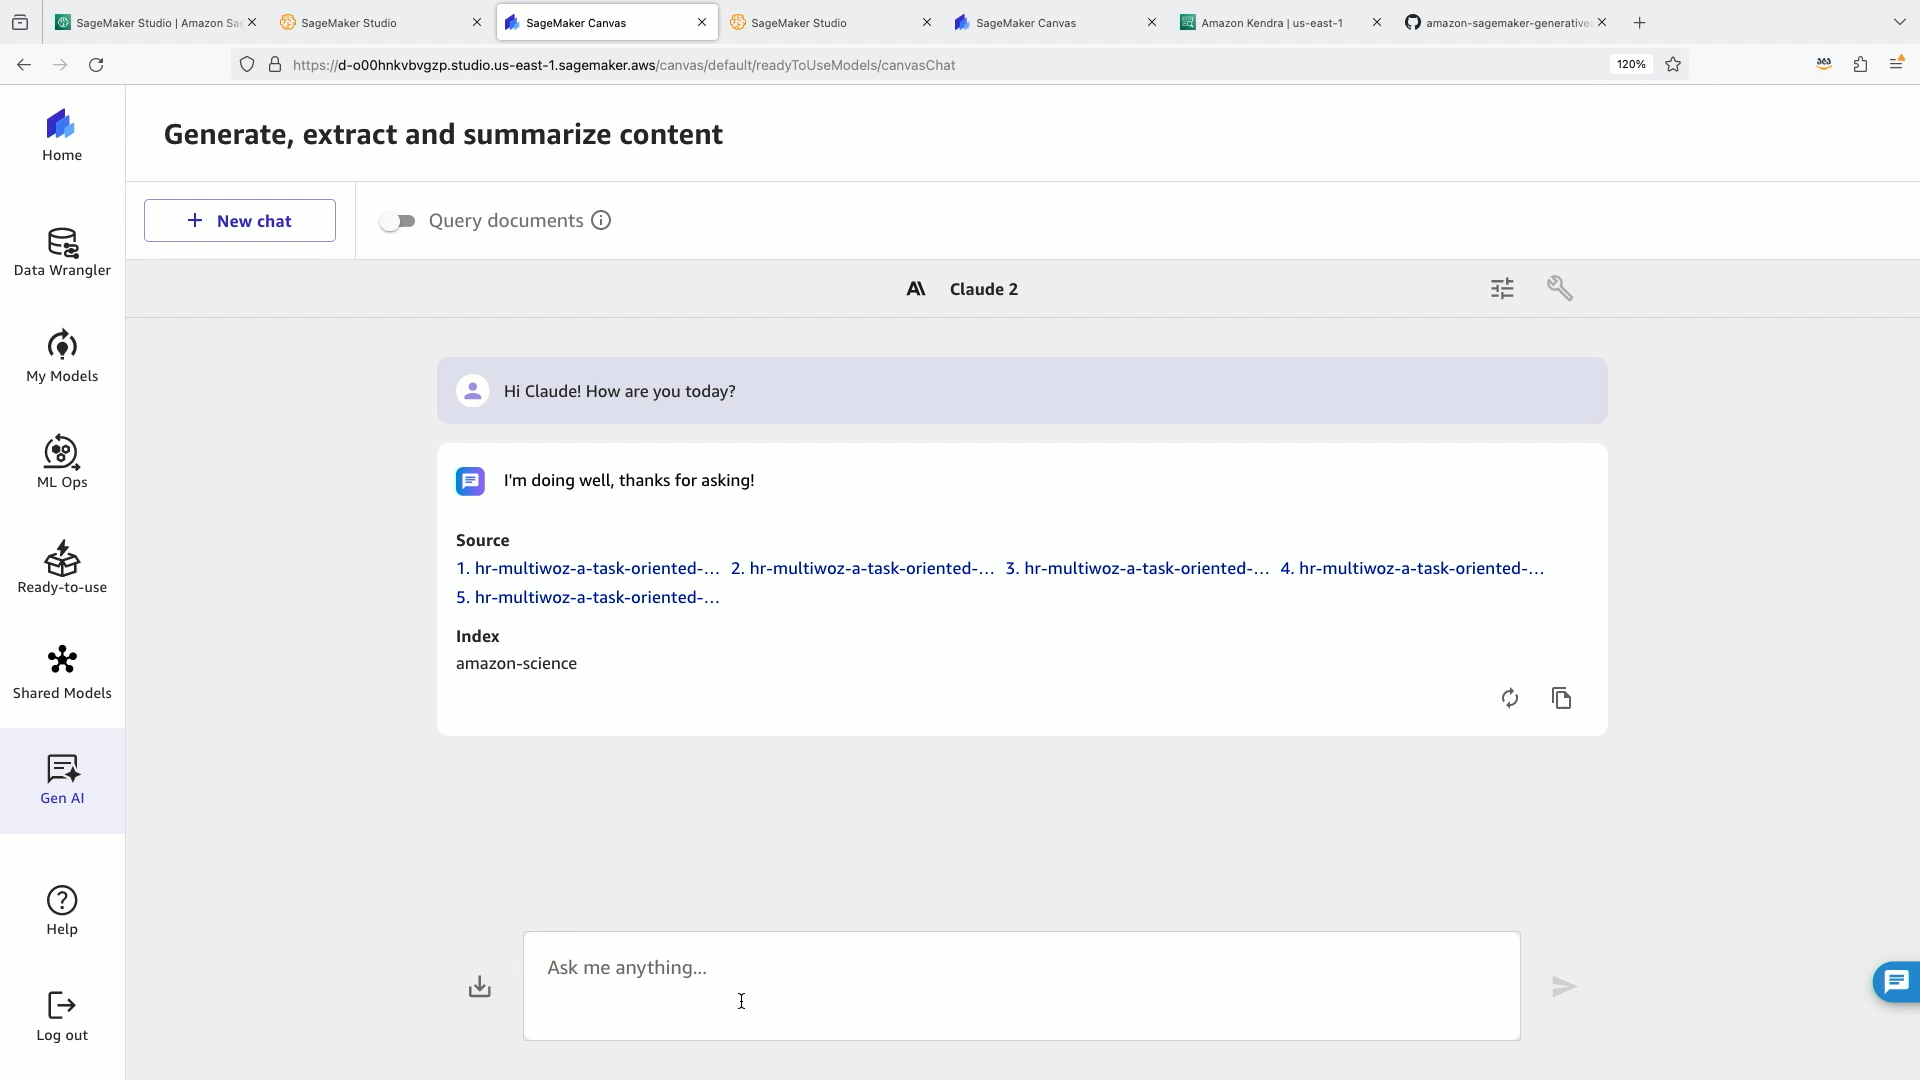 SageMaker Studio | Amazon Sa
SageMaker Studio
SageMaker Canvas
SageMaker Studio
SageMaker Canvas
Amazon Kendra | us-east-1
amazon-sagemaker-generative
https://d-o00hnkvbvgzp.studio.us-east-1.sagemaker.aws/canvas/default/readyToUseModels/canvasChat
120%
Home
Data Wrangler
My Models
ML Ops
Ready-to-use
Shared Models
Gen AI
Help
Log out
Generate, extract and summarize content
+ New chat
Query documents
Claude 2
Hi Claude! How are you today?
I'm doing well, thanks for asking!
Source
1. hr-multiwoz-a-task-oriented-... 2. hr-multiwoz-a-task-oriented-... 3. hr-multiwoz-a-task-oriented-... 4. hr-multiwoz-a-task-oriented-...
5. hr-multiwoz-a-task-oriented-...
Index
amazon-science
Ask me anything...